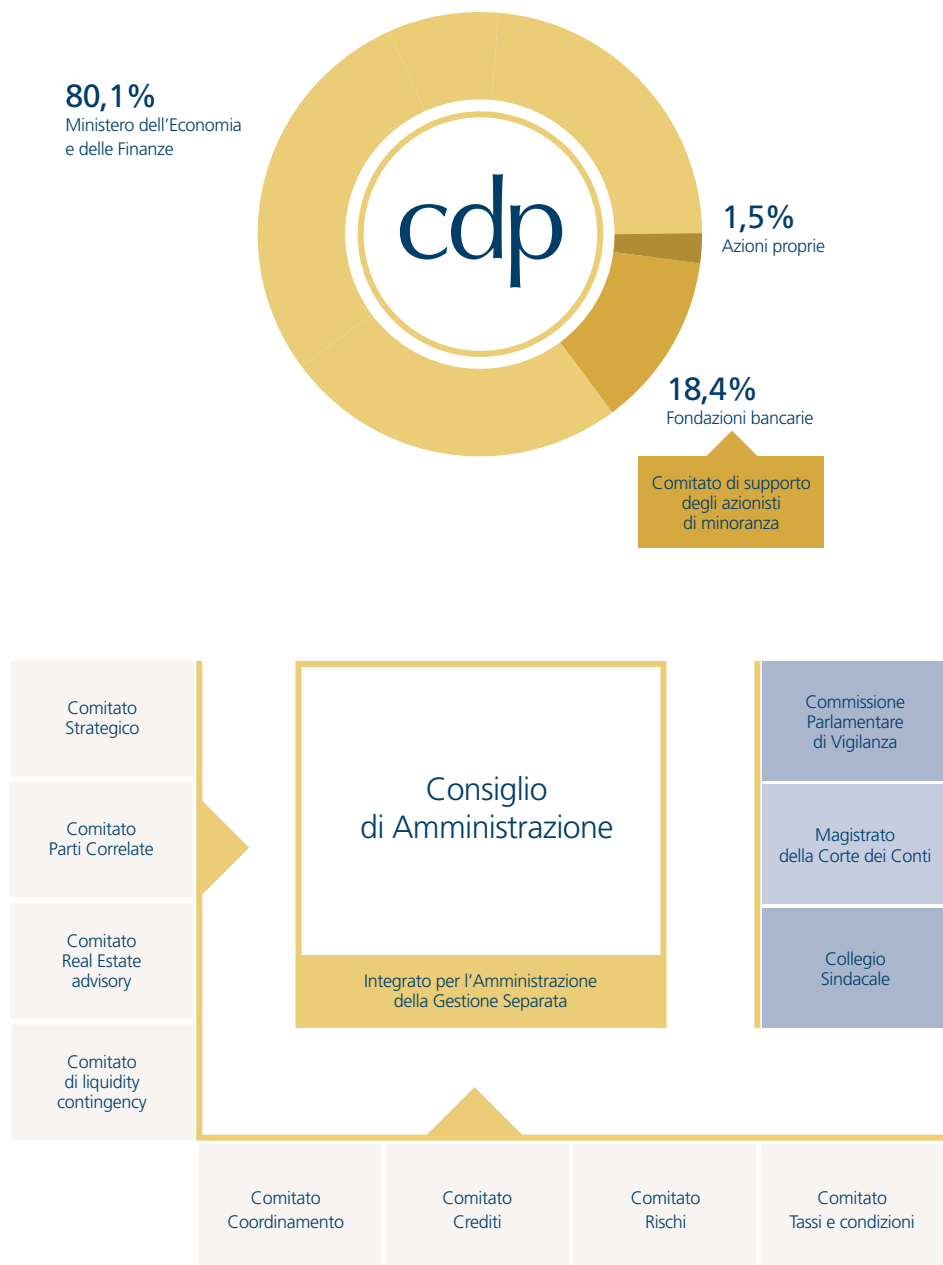 80,1%
Ministero dell'Economia
e delle Finanze
cdp
1,5%
Azioni proprie
18,4%
Fondazioni bancarie
Comitato di supporto
degli azionisti
di minoranza
Comitato
Strategico
Comitato
Parti Correlate
Comitato
Real Estate
advisory
Comitato
di liquidity
contingency
Consiglio
di Amministrazione
Integrato per l'Amministrazione
della Gestione Separata
Commissione
Parlamentare
di Vigilanza
Magistrato
della Corte dei Conti
Collegio
Sindacale
Comitato
Coordinamento
Comitato
Crediti
Comitato
Rischi
Comitato
Tassi e condizioni